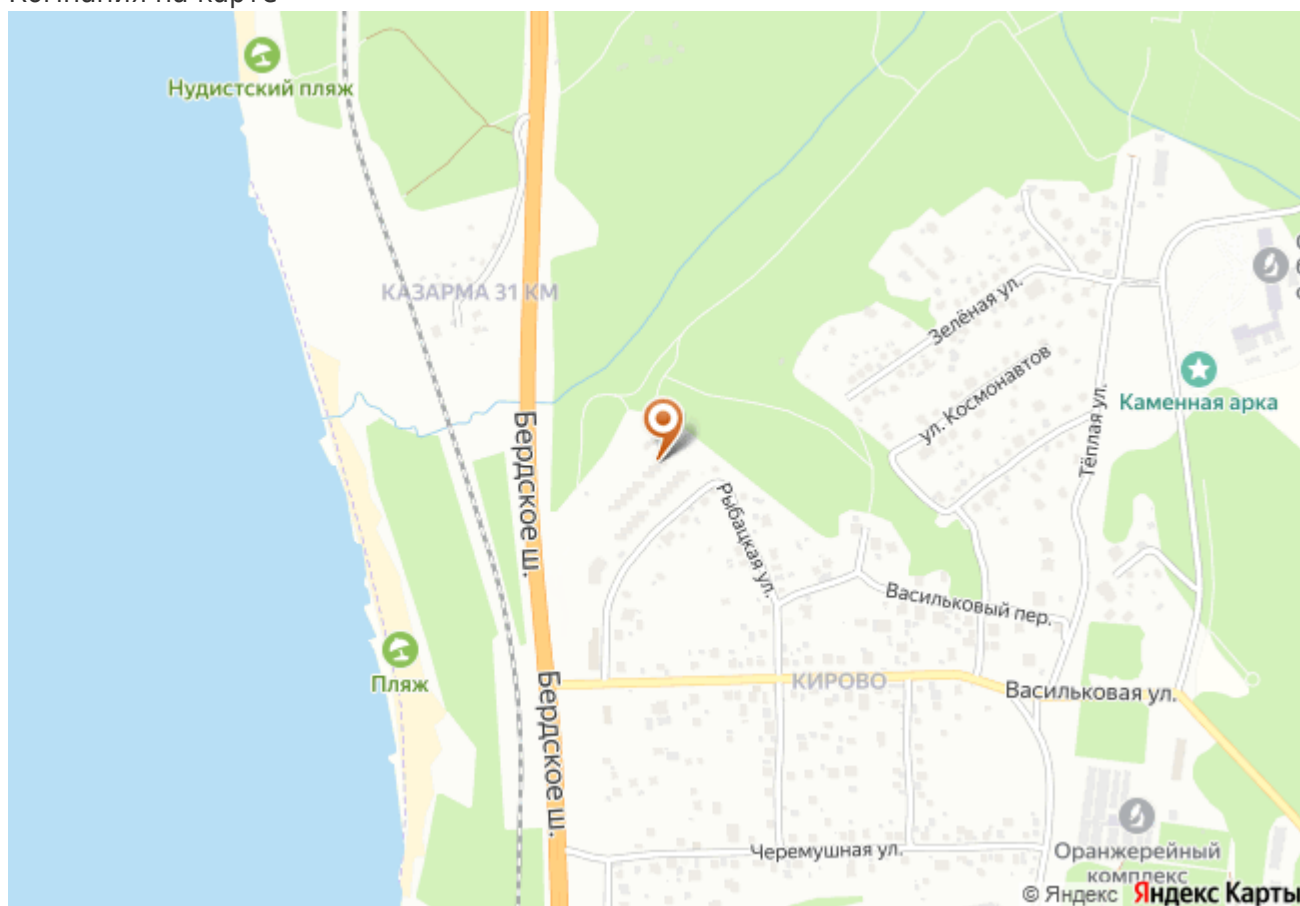 Нудистский пляж
КАЗАРМА 31 КМ
Зелёная ул.
ул. Космонавтов
Каменная арка
Тёплая ул.
Бердское ш.
Рыбацкая ул.
Васильковый пер.
Пляж
КИРОВО
Васильковая ул.
Бердское ш.
Черемушная ул.
Оранжерейный
комплекс
© Яндекс Яндекс Карты